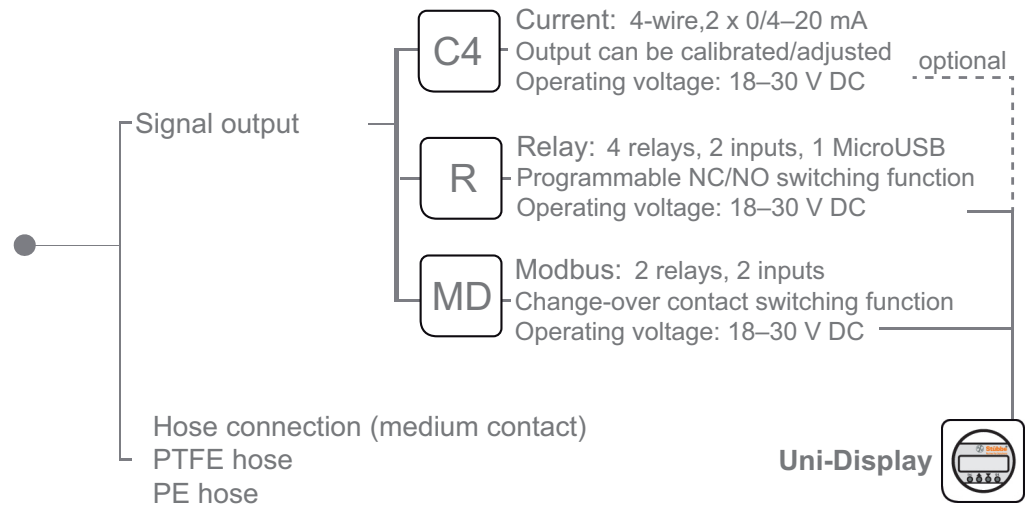 Current: 4-wire,2 x 0/4–20 mA
C4
Output can be calibrated/adjusted
optional
Operating voltage: 18–30 V DC
Signal output
Relay: 4 relays, 2 inputs, 1 MicroUSB
R
Programmable NC/NO switching function
Operating voltage: 18–30 V DC
Modbus: 2 relays, 2 inputs
MD
Change-over contact switching function
Operating voltage: 18–30 V DC
Hose connection (medium contact)
PTFE hose
PE hose
Uni-Display